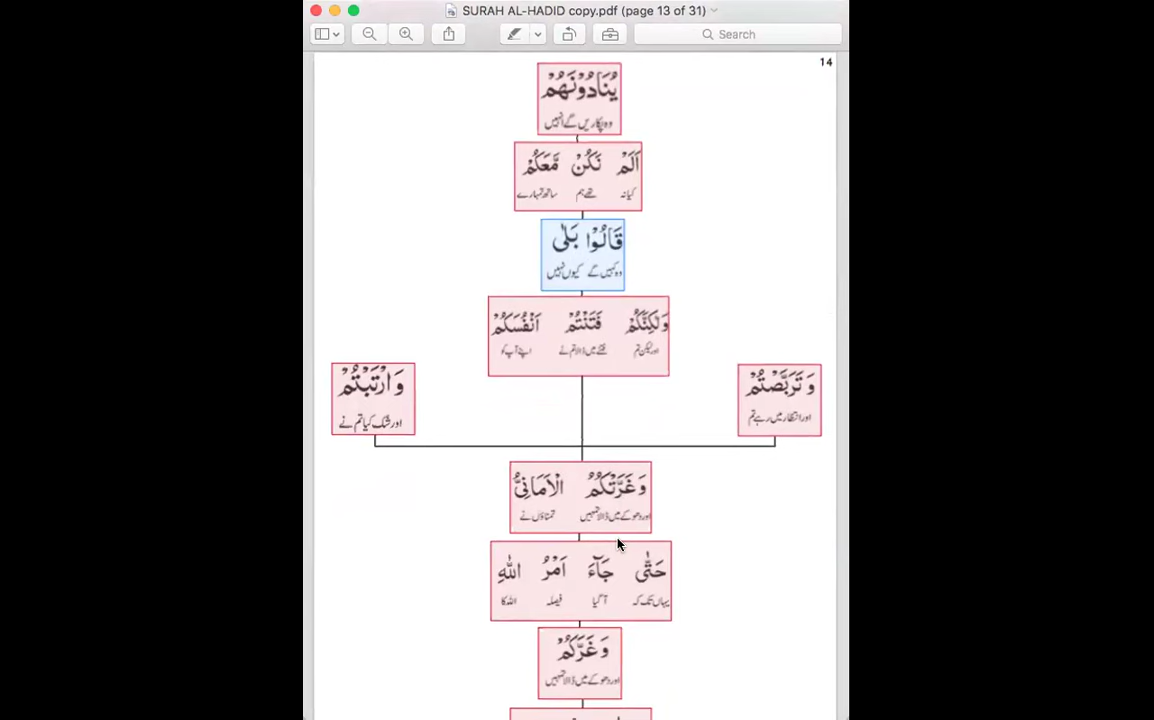 SURAH AL-HADID copy.pdf (page 13 of 31)
Search
14
يُنَادُوْنَهُمْ
وہ پکاریں گے انہیں
اَلَمْ نَكُنْ مَّعَكُمْ
کیا نہ تھے ہم ساتھ تمہارے
قَالُوْا بَلٰى
وہ کہیں گے کیوں نہیں
وَلٰكِنَّكُمْ فَتَنْتُمْ اَنْفُسَكُمْ
اور لیکن تم فتنے میں ڈالا تم نے اپنے آپ کو
وَ تَرَبَّصْتُمْ
اور انتظار میں رہے تم
وَ ارْتَبْتُمْ
اور شک کیا تم نے
وَ غَرَّتْكُمُ الْاَمَانِىُّ
اور دھوکے میں ڈالا تمہیں تمناؤں نے
حَتّٰى جَآءَ اَمْرُ اللّٰهِ
یہاں تک کہ آ گیا فیصلہ اللہ کا
وَ غَرَّكُمْ
اور دھوکے میں ڈالا تمہیں